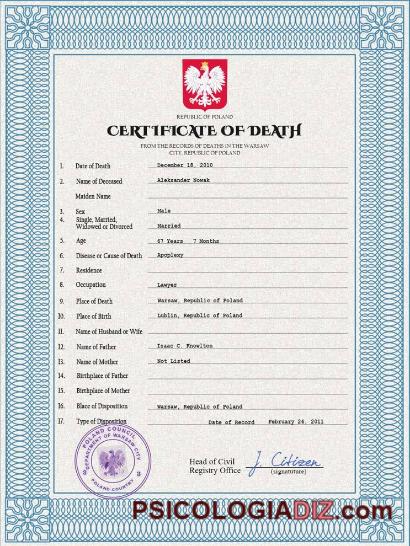 REPUBLIC OF POLAND
CERTIFICATE OF DEATH
FROM THE RECORDS OF DEATHS IN THE WARSAW
CITY, REPUBLIC OF POLAND
1. Date of Death December 18, 2010
2. Name of Deceased Aleksander Nowak
Maiden Name
3. Sex Male
4. Single, Married,
Widowed or Divorced Married
5. Age 67 Years 7 Months
6. Disease or Cause of Death Apoplexy
7. Residence
8. Occupation Lawyer
9. Place of Death Warsaw, Republic of Poland
10. Place of Birth Lublin, Republic of Poland
11. Name of Husband or Wife
12. Name of Father Isaac C. Knowlton
13. Name of Mother Not Listed
14. Birthplace of Father
15. Birthplace of Mother
16. Place of Disposition Warsaw, Republic of Poland
17. Type of Disposition Date of Record February 24, 2011
POLAND COUNCIL
DEPARTMENT OF WARSAW CITY
POLAND COUNTRY
Head of Civil
Registry Office J. Citizen
(signatture)
PSICOLOGIADIZ.com